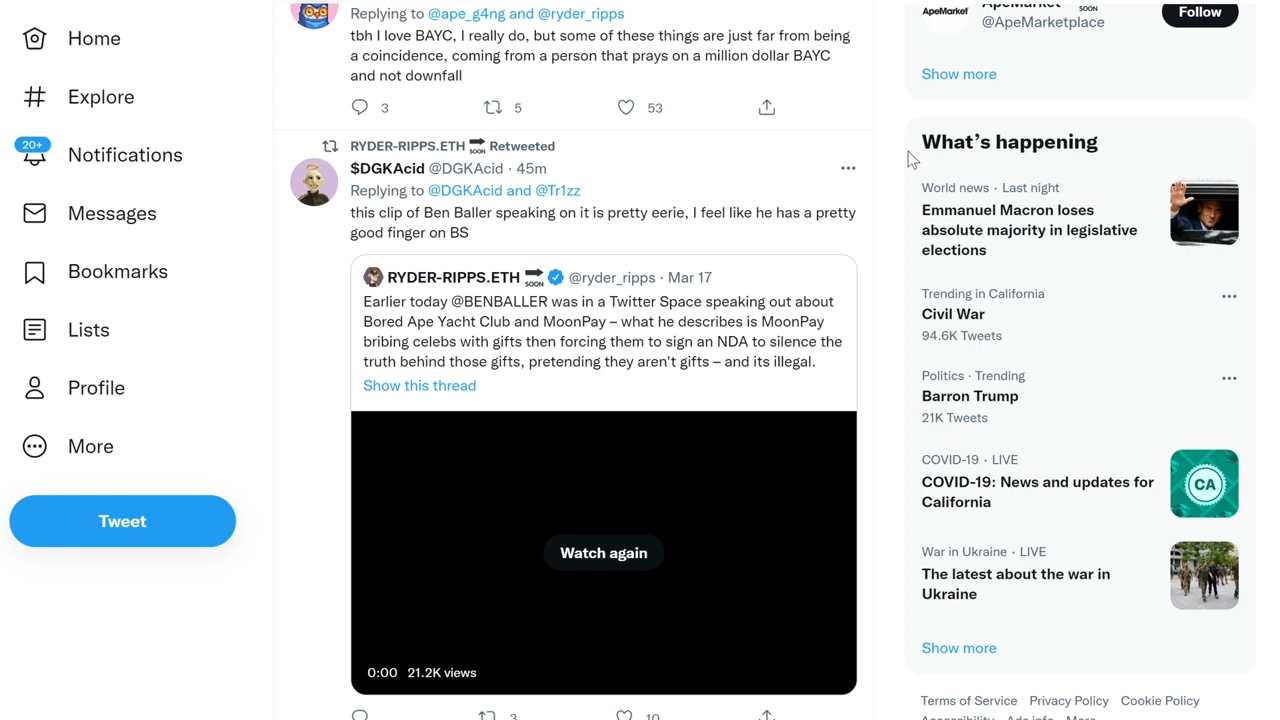 Home
Explore
20+
Notifications
Messages
Bookmarks
Lists
Profile
More
Tweet
Replying to @ape_g4ng and @ryder_ripps
tbh I love BAYC, I really do, but some of these things are just far from being
a coincidence, coming from a person that prays on a million dollar BAYC
and not downfall
3 5 53
RYDER-RIPPS.ETH SOON Retweeted
$DGKAcid @DGKAcid · 45m
Replying to @DGKAcid and @Tr1zz
this clip of Ben Baller speaking on it is pretty eerie, I feel like he has a pretty
good finger on BS
RYDER-RIPPS.ETH SOON @ryder_ripps · Mar 17
Earlier today @BENBALLER was in a Twitter Space speaking out about
Bored Ape Yacht Club and MoonPay – what he describes is MoonPay
bribing celebs with gifts then forcing them to sign an NDA to silence the
truth behind those gifts, pretending they aren't gifts – and its illegal.
Show this thread
Watch again
0:00 21.2K views
3 10
ApeMarket
ApeMarket SOON
@ApeMarketplace
Follow
Show more
What's happening
World news · Last night
Emmanuel Macron loses
absolute majority in legislative
elections
Trending in California
Civil War
94.6K Tweets
Politics · Trending
Barron Trump
21K Tweets
COVID-19 · LIVE
COVID-19: News and updates for
California
CA
War in Ukraine · LIVE
The latest about the war in
Ukraine
Show more
Terms of Service Privacy Policy Cookie Policy
Accessibility Ads info More